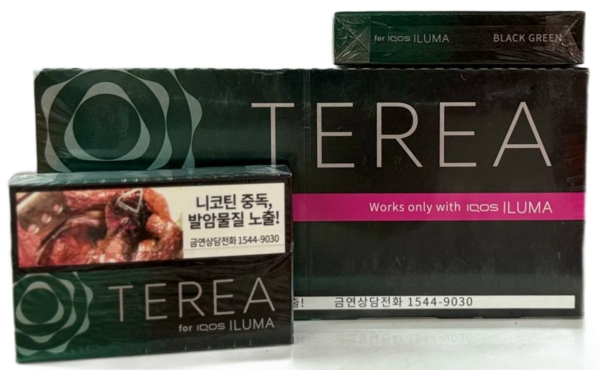 for IQOS ILUMA BLACK GREEN
TEREA
Works only with IQOS ILUMA
니코틴 중독,
발암물질 노출!
금연상담전화 1544-9030
TEREA
for IQOS ILUMA
출! 금연상담전화 1544-9030